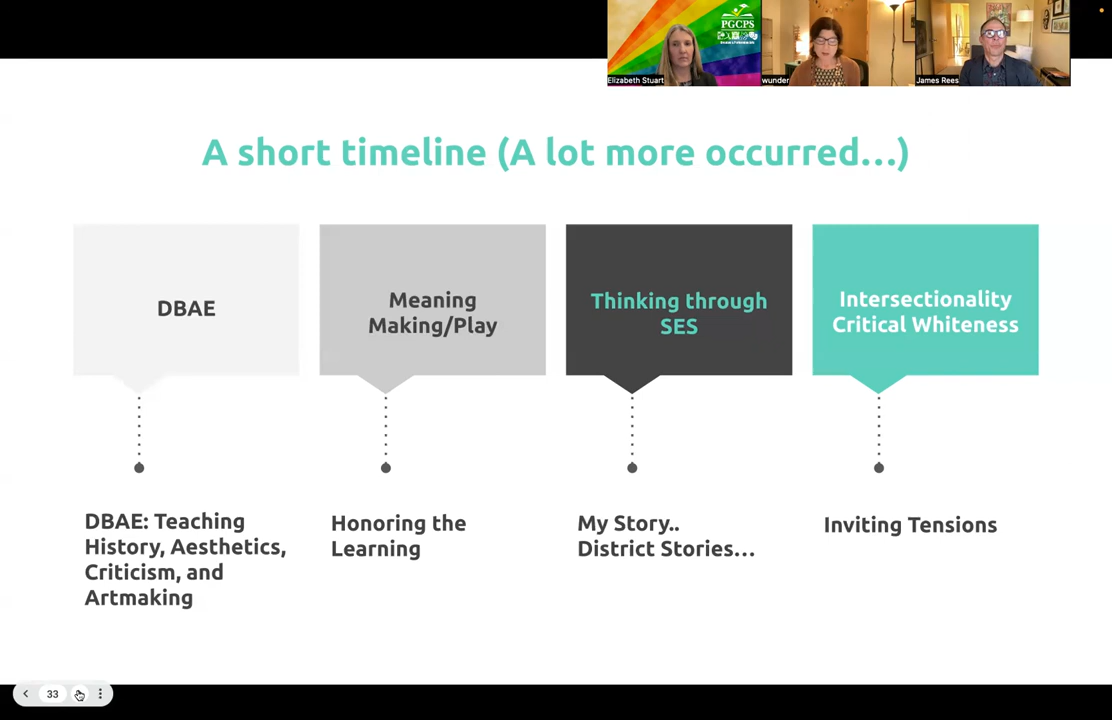 PGCPS
Elizabeth Stuart
wunder
James Rees
A short timeline (A lot more occurred...)
DBAE
Meaning
Making/Play
Thinking through
SES
Intersectionality
Critical Whiteness
DBAE: Teaching
History, Aesthetics,
Criticism, and
Artmaking
Honoring the
Learning
My Story..
District Stories...
Inviting Tensions
33